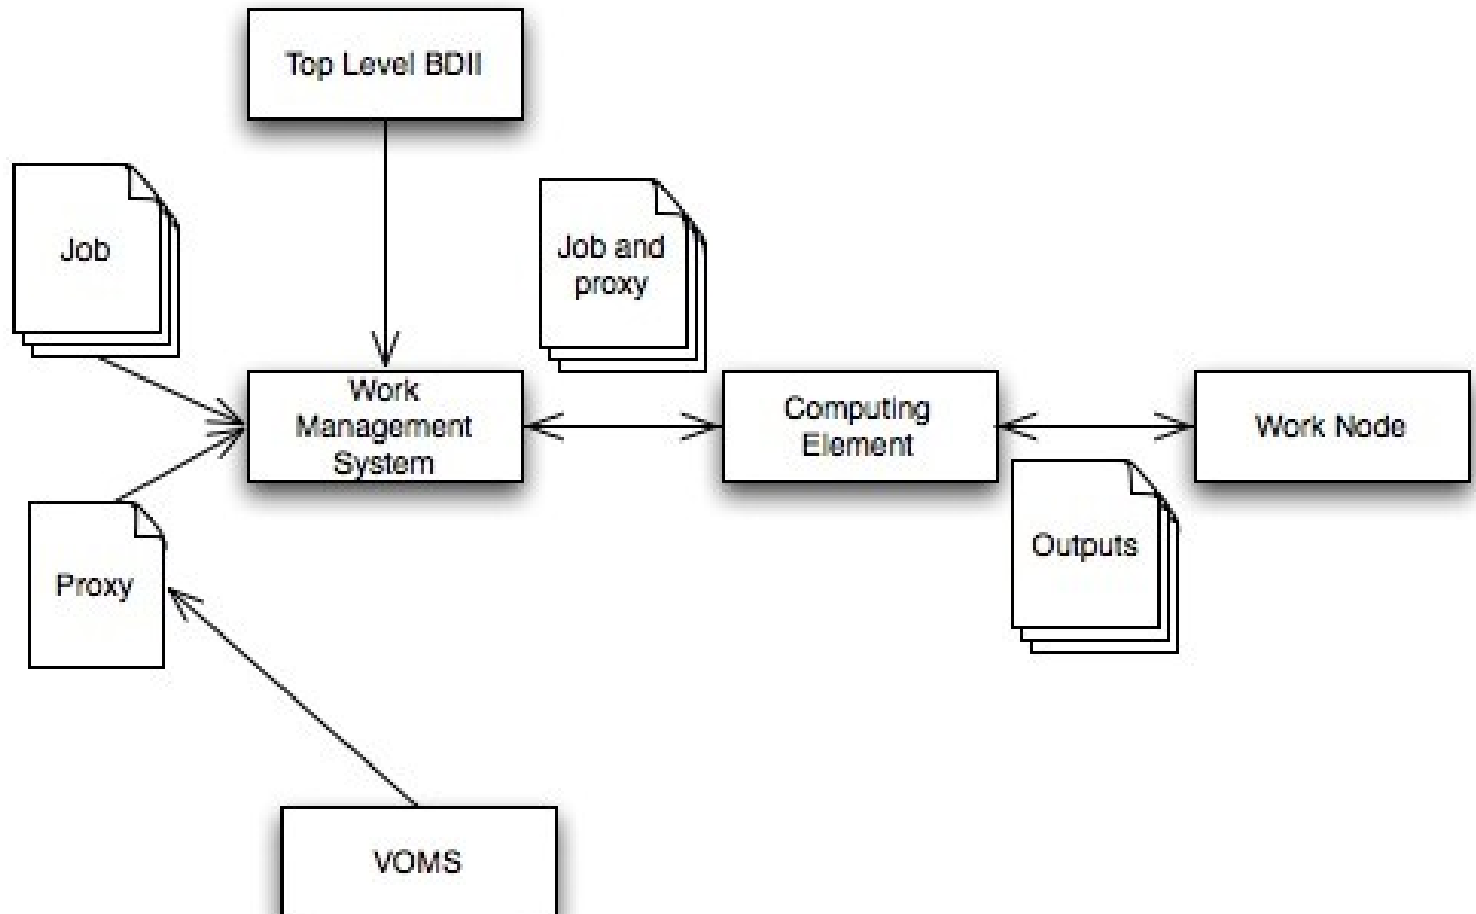 Top Level BDII
Job
Job and
proxy
Work
Management
System
Computing
Element
Work Node
Proxy
Outputs
VOMS